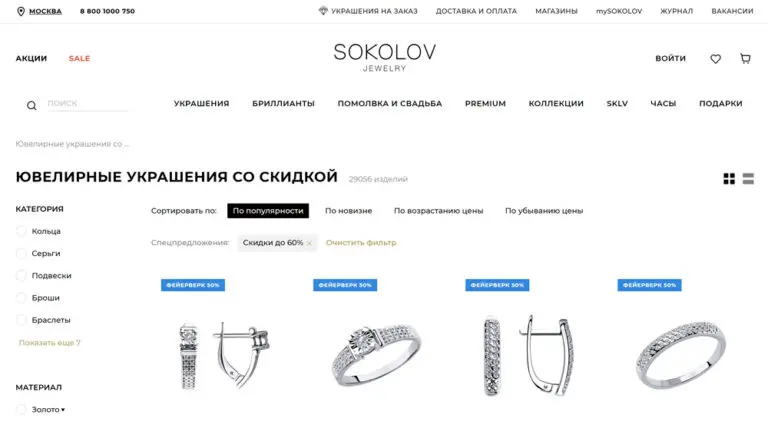 МОСКВА 8 800 1000 750 УКРАШЕНИЯ НА ЗАКАЗ ДОСТАВКА И ОПЛАТА МАГАЗИНЫ mySOKOLOV ЖУРНАЛ ВАКАНСИИ
SOKOLOV
JEWELRY
АКЦИИ SALE ВОЙТИ
ПОИСК УКРАШЕНИЯ БРИЛЛИАНТЫ ПОМОЛВКА И СВАДЬБА PREMIUM КОЛЛЕКЦИИ SKLV ЧАСЫ ПОДАРКИ
Ювелирные украшения со ...
ЮВЕЛИРНЫЕ УКРАШЕНИЯ СО СКИДКОЙ 29056 изделий
КАТЕГОРИЯ
Кольца
Серьги
Подвески
Броши
Браслеты
Показать еще 7
МАТЕРИАЛ
Золото
Сортировать по: По популярности По новизне По возрастанию цены По убыванию цены
Спецпредложения: Скидки до 60% × Очистить фильтр
ФЕЙЕРВЕРК 50% ФЕЙЕРВЕРК 50% ФЕЙЕРВЕРК 50% ФЕЙЕРВЕРК 50%